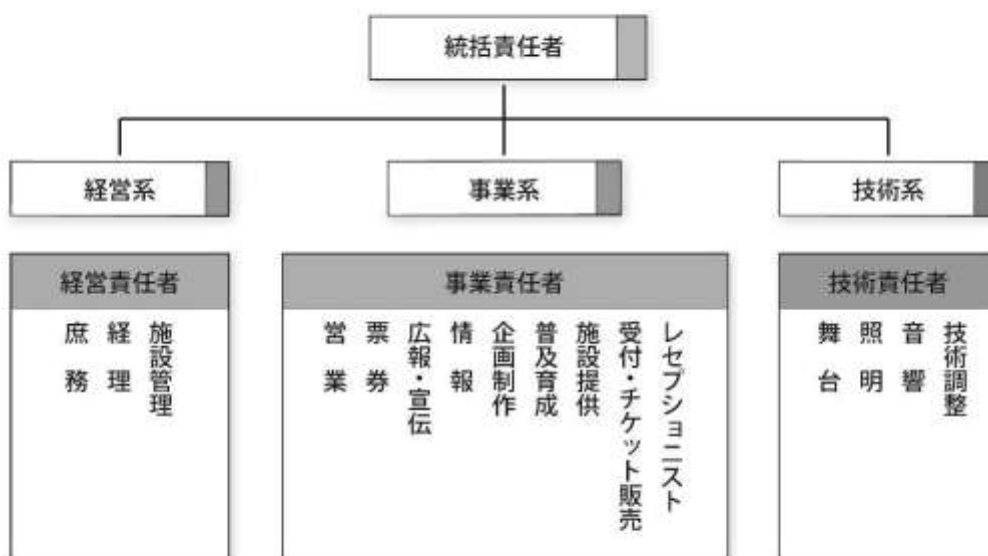 統括責任者
経営系
事業系
技術系
経営責任者
庶務
経理
施設管理
事業責任者
営業
票券
広報・宣伝
情報
企画制作
普及育成
施設提供
受付・チケット販売
レセプショニスト
技術責任者
舞台
照明
音響
技術調整